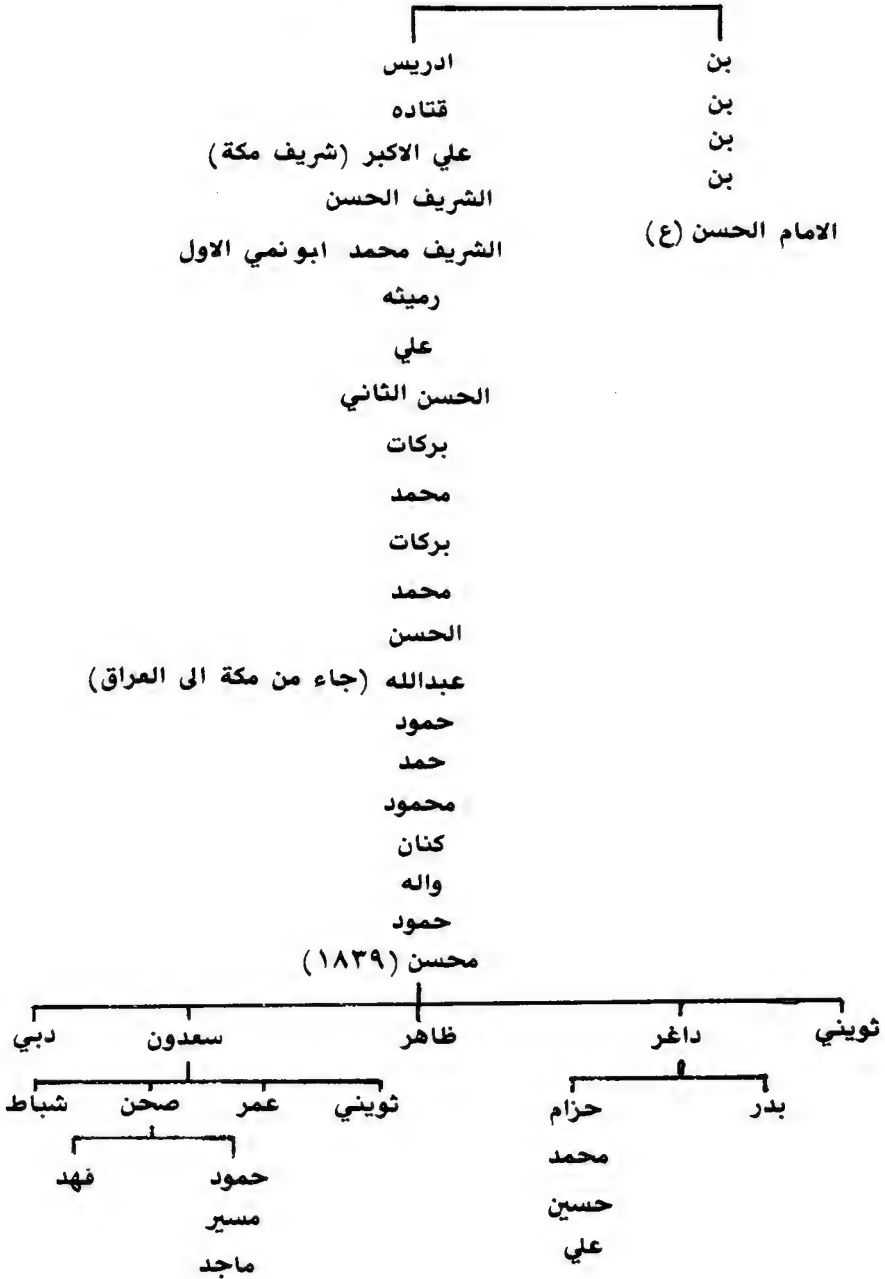 بن ادريس
بن قتاده
بن علي الاكبر (شريف مكة)
بن الشريف الحسن
الامام الحسن (ع) الشريف محمد ابو نمي الاول
رميثه
علي
الحسن الثاني
بركات
محمد
بركات
محمد
الحسن
عبدالله (جاء من مكة الى العراق)
حمود
حمد
محمود
كنان
واله
حمود
محسن (١٨٣٩)
ثويني داغر ظاهر سعدون دبي
بدر حزام ثويني عمر صحن شباط
محمد حمود فهد
حسين مسير
علي ماجد